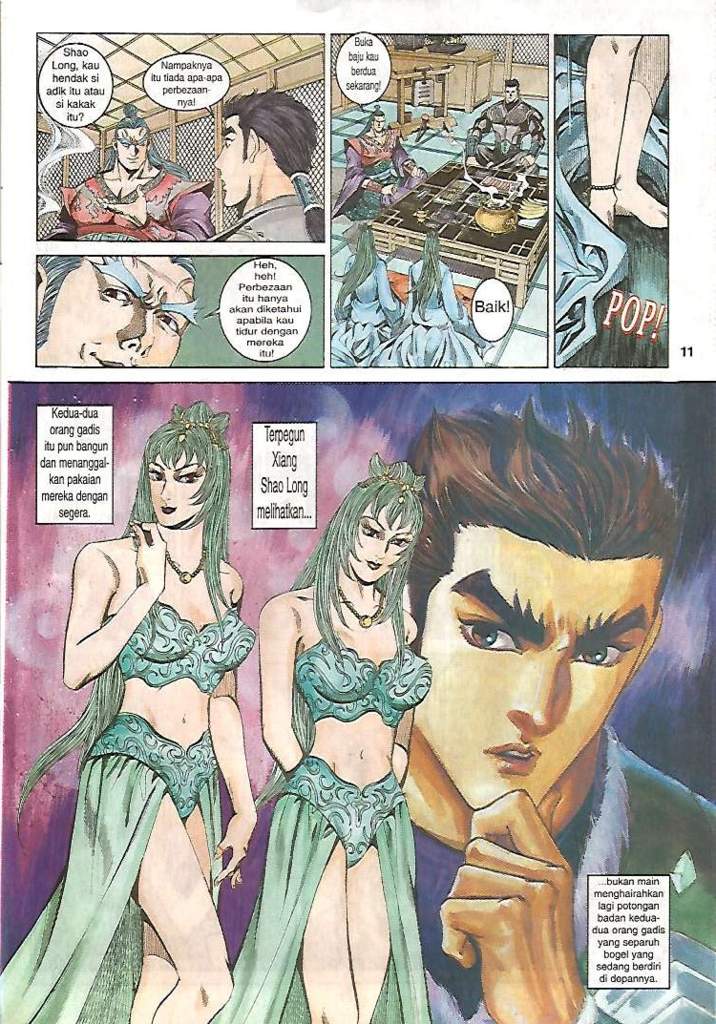 Shao
Long, kau
hendak si
adik itu atau
si kakak
itu?
Nampaknya
itu tiada apa-apa
perbezaan-
nya!
Heh,
heh!
Perbezaan
itu hanya
akan diketahui
apabila kau
tidur dengan
mereka
itu!
Buka
baju kau
berdua
sekarang!
Baik!
POP!
11
Kedua-dua
orang gadis
itu pun bangun
dan menanggal-
kan pakaian
mereka dengan
segera.
Terpegun
Xiang
Shao Long
melihatkan...
...bukan main
menghairahkan
lagi potongan
badan kedua-
dua orang gadis
yang separuh
bogel yang
sedang berdiri
di depannya.